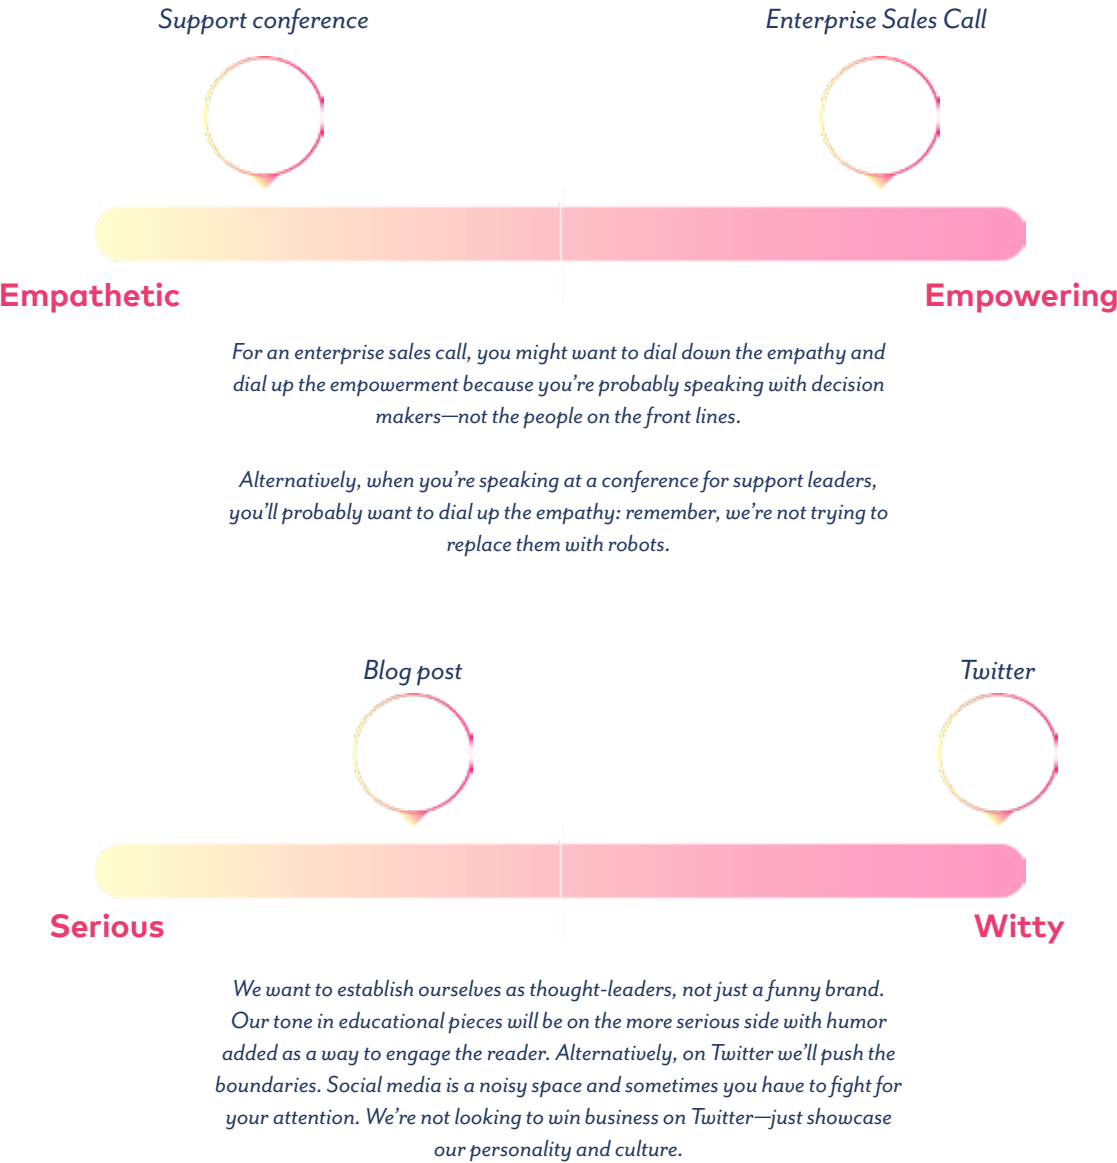 Support conference
Enterprise Sales Call
Empathetic
Empowering
For an enterprise sales call, you might want to dial down the empathy and
dial up the empowerment because you're probably speaking with decision
makers—not the people on the front lines.
Alternatively, when you're speaking at a conference for support leaders,
you'll probably want to dial up the empathy: remember, we're not trying to
replace them with robots.
Blog post
Twitter
Serious
Witty
We want to establish ourselves as thought-leaders, not just a funny brand.
Our tone in educational pieces will be on the more serious side with humor
added as a way to engage the reader. Alternatively, on Twitter we'll push the
boundaries. Social media is a noisy space and sometimes you have to fight for
your attention. We're not looking to win business on Twitter—just showcase
our personality and culture.